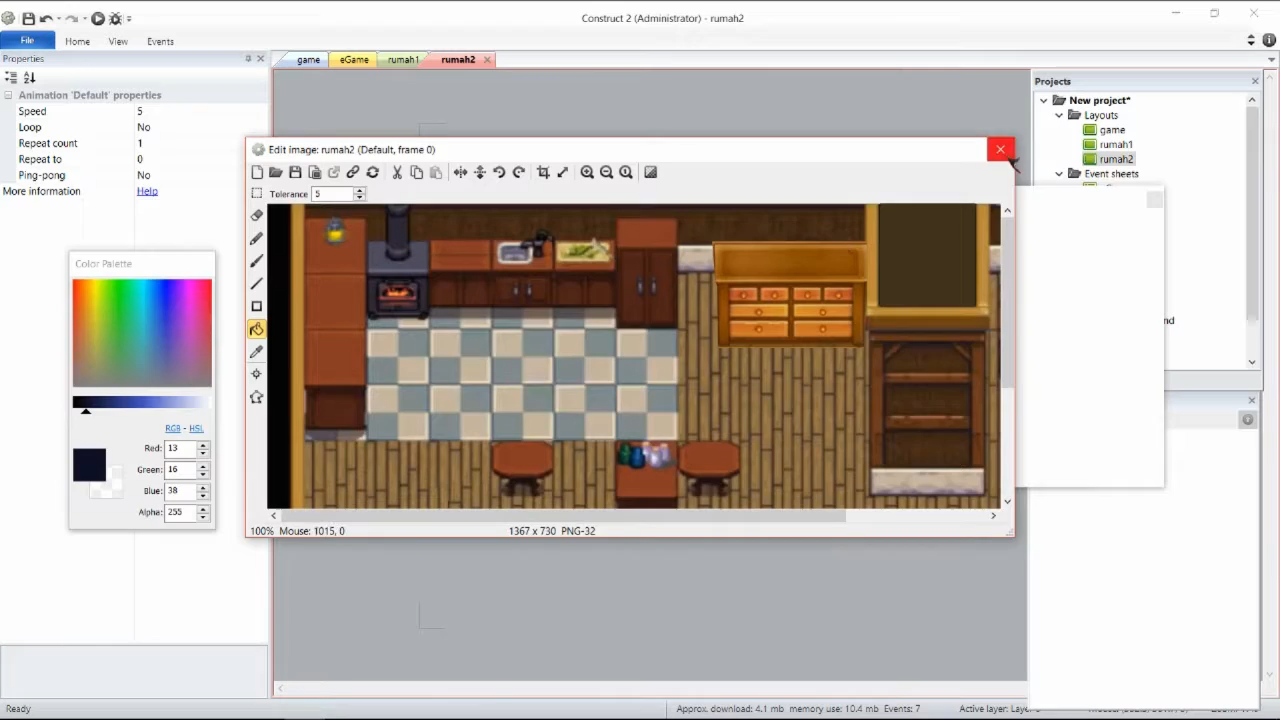 Construct 2 (Administrator) - rumah2
File
Home
View
Events
Properties
game
eGame
rumah1
rumah2
Animation 'Default' properties
Speed 5
Loop No
Repeat count 1
Repeat to 0
Ping-pong No
More information Help
Projects
New project*
Layouts
game
rumah1
rumah2
Event sheets
Edit image: rumah2 (Default, frame 0)
Tolerance 5
Color Palette
RGB - HSL
Red: 13
Green: 16
Blue: 38
Alpha: 255
100% Mouse: 1015, 0
1367 x 730 PNG-32
Ready
Approx. download: 4.1 mb
memory use: 10.4 mb
Events: 7